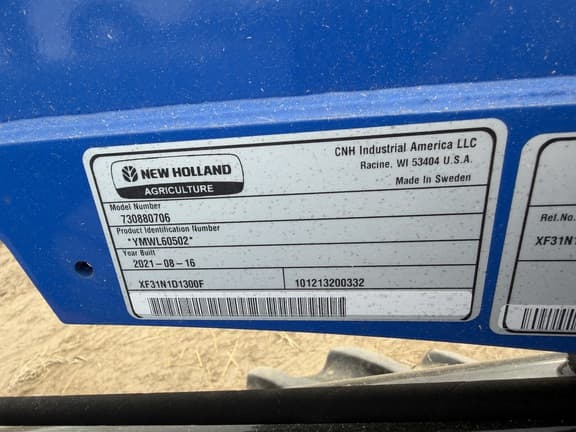 NEW HOLLAND
AGRICULTURE
CNH Industrial America LLC
Racine. WI 53404 U.S.A.
Made In Sweden
Model Number
730880706
Product Identification Number
*YMWL60502*
Year Built
2021-08-16
XF31N1D1300F 101213200332
Ref.No.
XF31N1